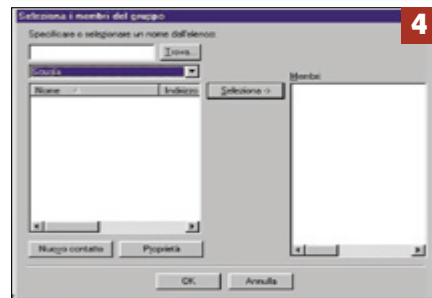 Seleziona i membri del gruppo
4
Specificare o selezionare un nome dall'elenco:
Trova...
Scuola
Nome
Indirizzo
Seleziona ->
Membri:
Nuovo contatto
Proprietà
OK
Annulla